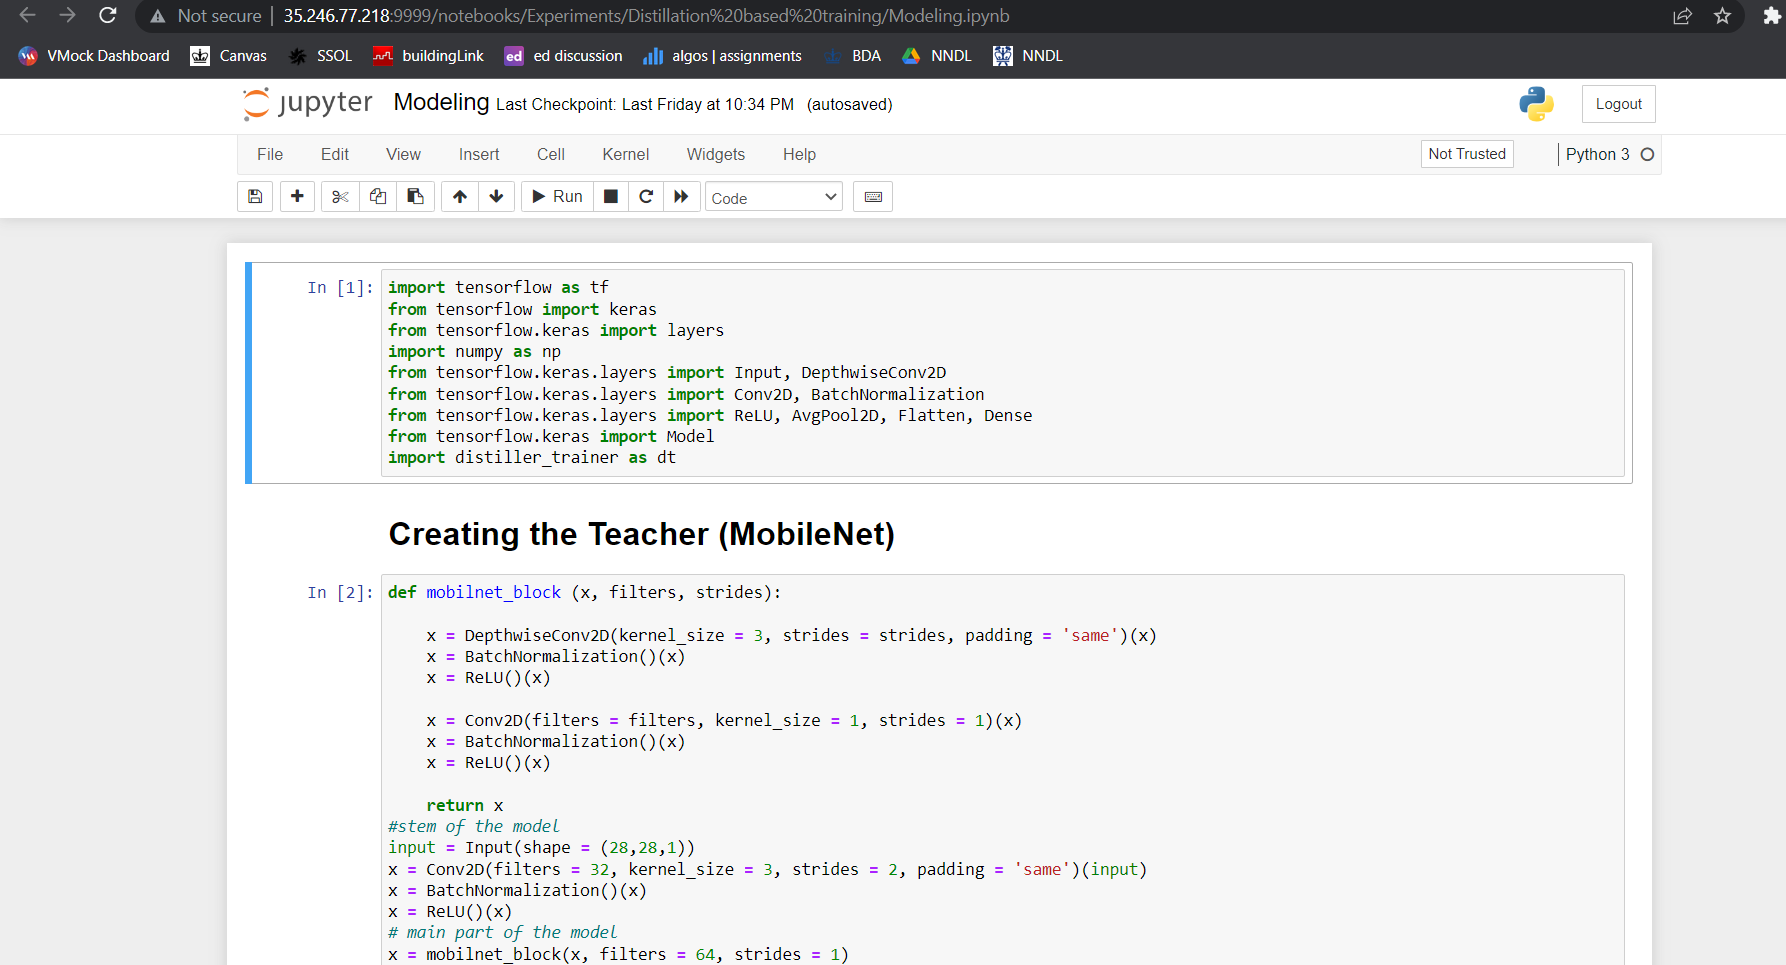 Not secure | 35.246.77.218:9999/notebooks/Experiments/Distillation%20based%20training/Modeling.ipynb
VMock Dashboard Canvas SSOL buildingLink ed ed discussion algos | assignments BDA NNDL NNDL
jupyter Modeling Last Checkpoint: Last Friday at 10:34 PM (autosaved) Logout
File Edit View Insert Cell Kernel Widgets Help Not Trusted Python 3
Run Code
In [1]: import tensorflow as tf
from tensorflow import keras
from tensorflow.keras import layers
import numpy as np
from tensorflow.keras.layers import Input, DepthwiseConv2D
from tensorflow.keras.layers import Conv2D, BatchNormalization
from tensorflow.keras.layers import ReLU, AvgPool2D, Flatten, Dense
from tensorflow.keras import Model
import distiller_trainer as dt
Creating the Teacher (MobileNet)
In [2]: def mobilnet_block (x, filters, strides):
x = DepthwiseConv2D(kernel_size = 3, strides = strides, padding = 'same')(x)
x = BatchNormalization()(x)
x = ReLU()(x)
x = Conv2D(filters = filters, kernel_size = 1, strides = 1)(x)
x = BatchNormalization()(x)
x = ReLU()(x)
return x
#stem of the model
input = Input(shape = (28,28,1))
x = Conv2D(filters = 32, kernel_size = 3, strides = 2, padding = 'same')(input)
x = BatchNormalization()(x)
x = ReLU()(x)
# main part of the model
x = mobilnet_block(x, filters = 64, strides = 1)